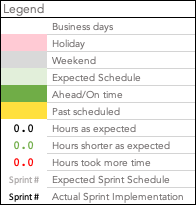 Legend
Business days
Holiday
Weekend
Expected Schedule
Ahead/On time
Past scheduled
0.0 Hours as expected
0.0 Hours shorter as expected
0.0 Hours took more time
Sprint # Expected Sprint Schedule
Sprint # Actual Sprint Implementation